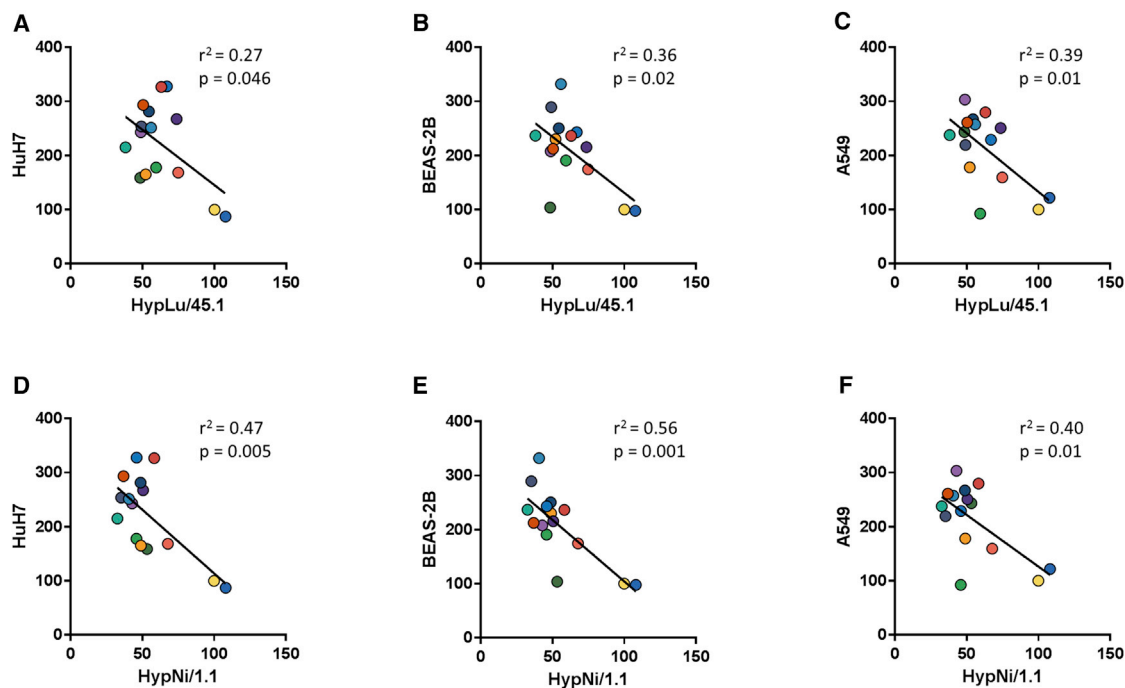 A
HuH7
400
300
200
100
0
0 50 100 150
HypLu/45.1
r² = 0.27
p = 0.046
B
BEAS-2B
400
300
200
100
0
0 50 100 150
HypLu/45.1
r² = 0.36
p = 0.02
C
A549
400
300
200
100
0
0 50 100 150
HypLu/45.1
r² = 0.39
p = 0.01
D
HuH7
400
300
200
100
0
0 50 100 150
HypNi/1.1
r² = 0.47
p = 0.005
E
BEAS-2B
400
300
200
100
0
0 50 100 150
HypNi/1.1
r² = 0.56
p = 0.001
F
A549
400
300
200
100
0
0 50 100 150
HypNi/1.1
r² = 0.40
p = 0.01